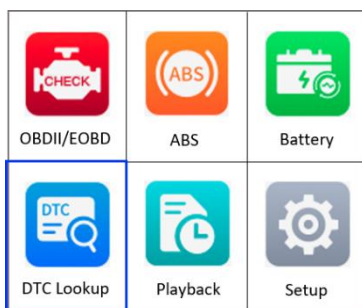 CHECK
ABS
OBDII/EOBD
ABS
Battery
DTC
DTC Lookup
Playback
Setup